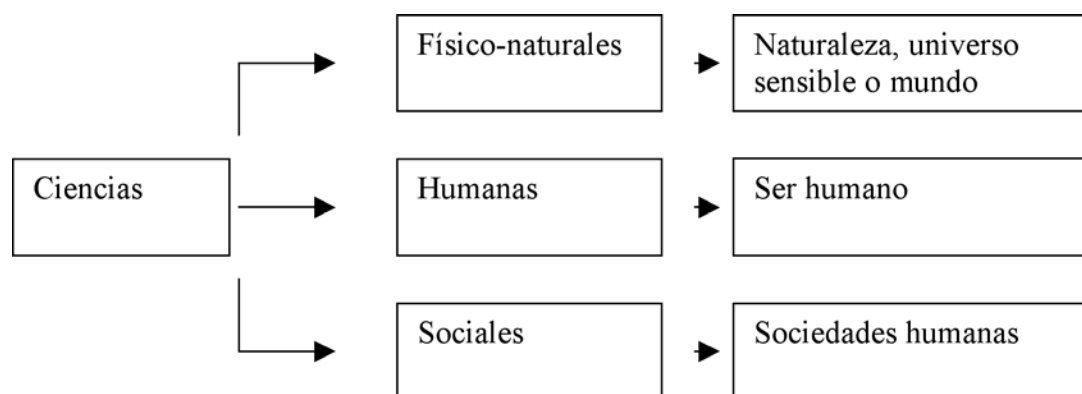 Físico-naturales
Naturaleza, universo
sensible o mundo
Ciencias
Humanas
Ser humano
Sociales
Sociedades humanas